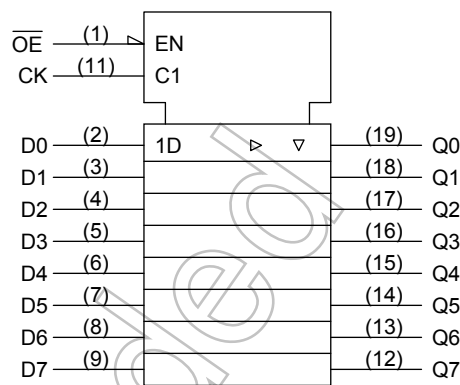 OE (1) EN
CK (11) C1
D0 (2) 1D (19) Q0
D1 (3) (18) Q1
D2 (4) (17) Q2
D3 (5) (16) Q3
D4 (6) (15) Q4
D5 (7) (14) Q5
D6 (8) (13) Q6
D7 (9) (12) Q7
ded